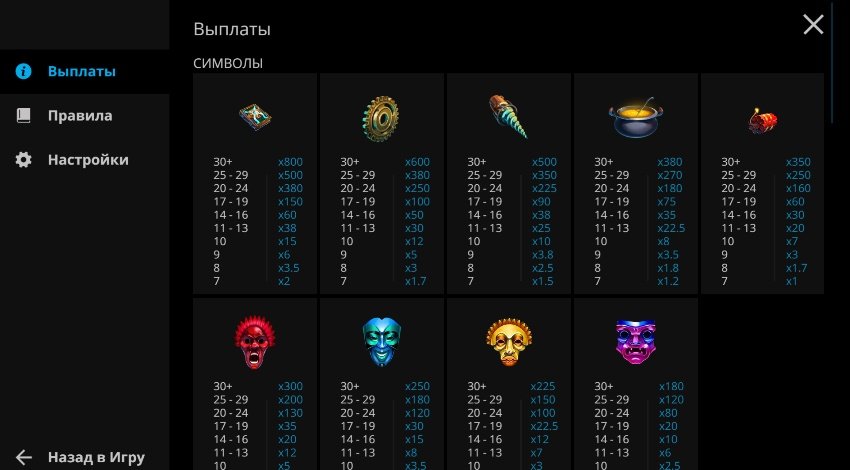 Выплаты
Выплаты
СИМВОЛЫ
Правила
Настройки
30+ x800 30+ x600 30+ x500 30+ x380 30+ x350
25 - 29 x500 25 - 29 x380 25 - 29 x350 25 - 29 x270 25 - 29 x250
20 - 24 x380 20 - 24 x250 20 - 24 x225 20 - 24 x180 20 - 24 x160
17 - 19 x150 17 - 19 x100 17 - 19 x90 17 - 19 x75 17 - 19 x60
14 - 16 x60 14 - 16 x50 14 - 16 x38 14 - 16 x35 14 - 16 x30
11 - 13 x38 11 - 13 x30 11 - 13 x25 11 - 13 x22.5 11 - 13 x20
10 x15 10 x12 10 x10 10 x8 10 x7
9 x6 9 x5 9 x3.8 9 x3.5 9 x3
8 x3.5 8 x3 8 x2.5 8 x1.8 8 x1.7
7 x2 7 x1.7 7 x1.5 7 x1.2 7 x1
30+ x300 30+ x250 30+ x225 30+ x180
25 - 29 x200 25 - 29 x180 25 - 29 x150 25 - 29 x120
20 - 24 x130 20 - 24 x120 20 - 24 x100 20 - 24 x80
17 - 19 x35 17 - 19 x30 17 - 19 x22.5 17 - 19 x20
14 - 16 x20 14 - 16 x15 14 - 16 x12 14 - 16 x10
11 - 13 x12 11 - 13 x8 11 - 13 x7 11 - 13 x6
10 x5 10 x3.5 10 x3 10 x2.5
Назад в Игру